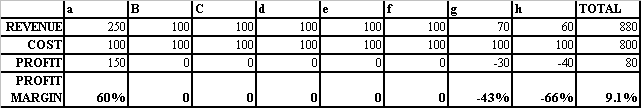 a B C d e f g h TOTAL
REVENUE 250 100 100 100 100 100 70 60 880
COST 100 100 100 100 100 100 100 100 800
PROFIT 150 0 0 0 0 0 -30 -40 80
PROFIT
MARGIN 60% 0 0 0 0 0 -43% -66% 9.1%